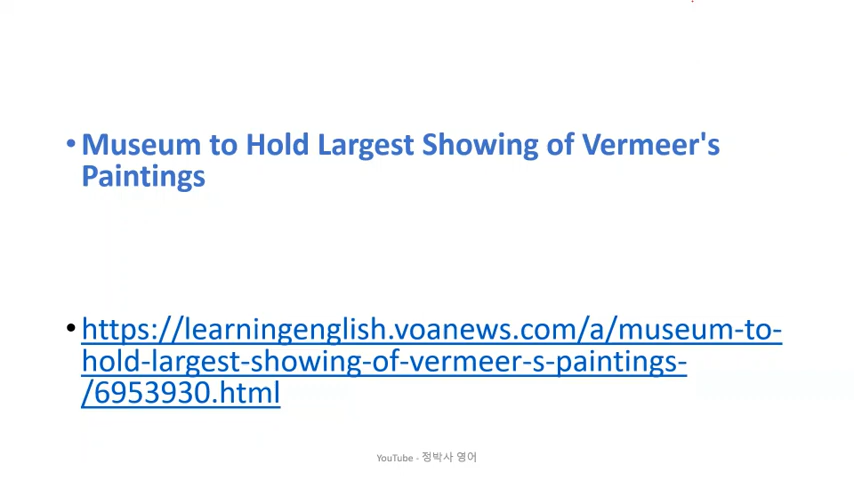 • Museum to Hold Largest Showing of Vermeer's
Paintings
• https://learningenglish.voanews.com/a/museum-to-
hold-largest-showing-of-vermeer-s-paintings-
/6953930.html
YouTube - 정박사 영어